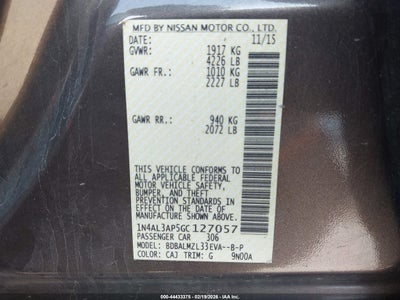 MFD BY NISSAN MOTOR CO., LTD.
DATE: 11/15
GVWR: 1917 KG
4226 LB
GAWR FR.: 1010 KG
2227 LB
GAWR RR.: 940 KG
2072 LB
THIS VEHICLE CONFORMS TO
ALL APPLICABLE FEDERAL
MOTOR VEHICLE SAFETY,
BUMPER, AND THEFT
PREVENTION STANDARDS
IN EFFECT ON THE DATE OF
MANUFACTURE SHOWN ABOVE.
1N4AL3AP5GC127057
PASSENGER CAR 306
MODEL: BDBALMZL33EVA--B-P
COLOR: CAJ TRIM: G 9N00A
ID: 000-44433375 - 02/19/2026 - © IAA, Inc